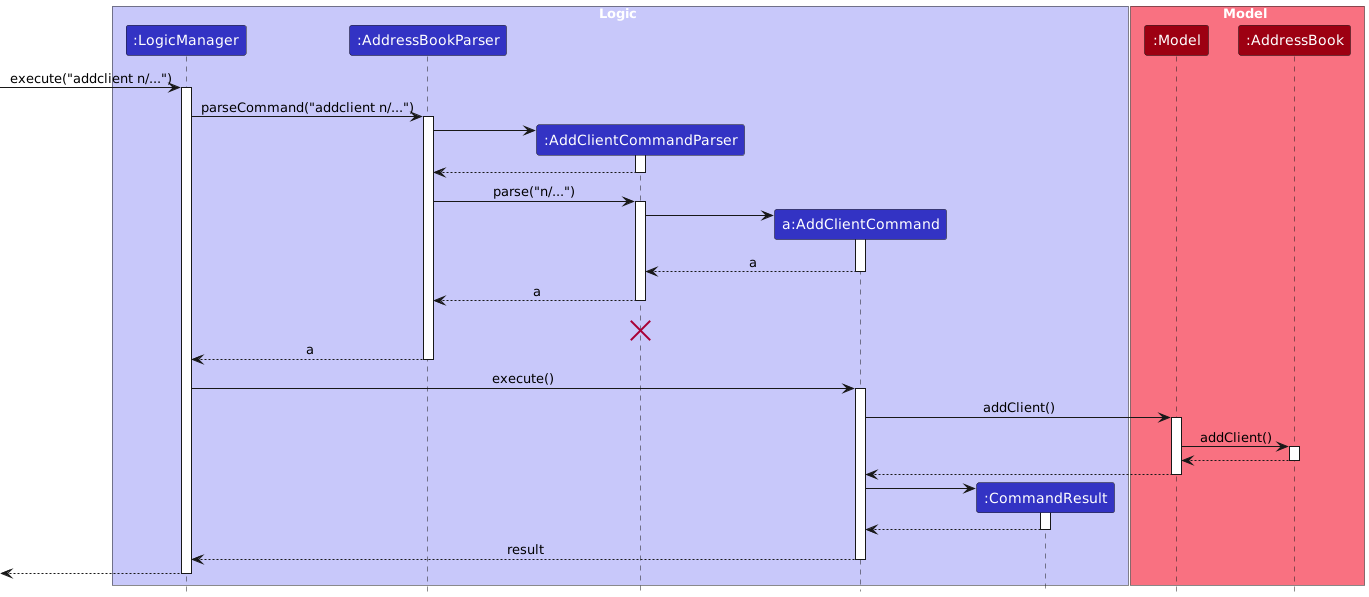 Logic
Model
:LogicManager
:AddressBookParser
:Model
:AddressBook
execute("addclient n/...")
parseCommand("addclient n/...")
:AddClientCommandParser
parse("n/...")
a:AddClientCommand
a
a
a
execute()
addClient()
addClient()
:CommandResult
result